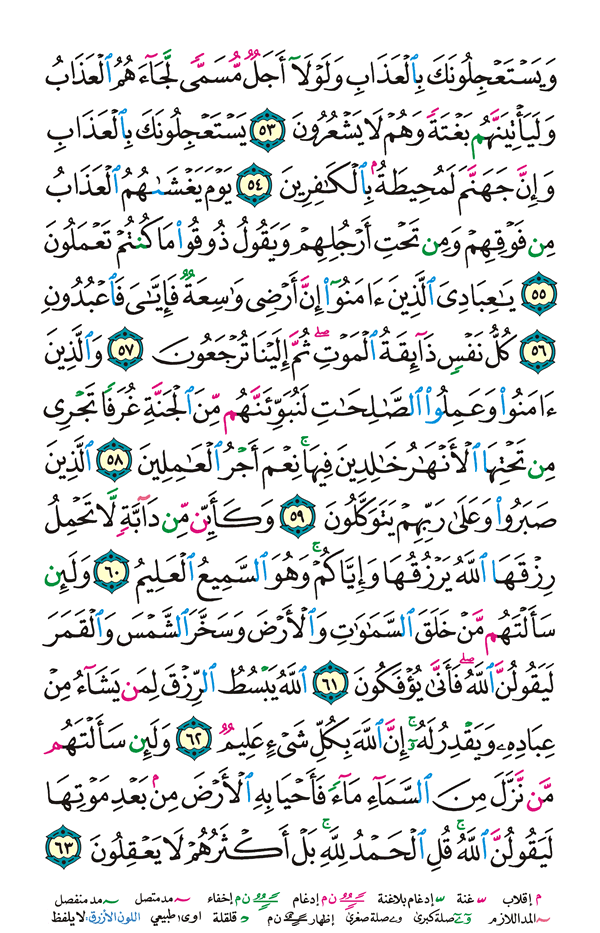 وَيَسۡتَعۡجِلُونَكَ بِٱلۡعَذَابِ وَلَوۡلَآ أَجَلٌ مُّسَمًّى لَّجَآءَهُمُ ٱلۡعَذَابُ
وَلَيَأۡتِيَنَّهُم بَغۡتَةً وَهُمۡ لَا يَشۡعُرُونَ ٥٣ يَسۡتَعۡجِلُونَكَ بِٱلۡعَذَابِ
وَإِنَّ جَهَنَّمَ لَمُحِيطَةُۢ بِٱلۡكَٰفِرِينَ ٥٤ يَوۡمَ يَغۡشَىٰهُمُ ٱلۡعَذَابُ
مِن فَوۡقِهِمۡ وَمِن تَحۡتِ أَرۡجُلِهِمۡ وَيَقُولُ ذُوقُواْ مَا كُنتُمۡ تَعۡمَلُونَ
٥٥ يَٰعِبَادِيَ ٱلَّذِينَ ءَامَنُوٓاْ إِنَّ أَرۡضِي وَٰسِعَةٌ فَإِيَّٰيَ فَٱعۡبُدُونِ
٥٦ كُلُّ نَفۡسٍ ذَآئِقَةُ ٱلۡمَوۡتِۖ ثُمَّ إِلَيۡنَا تُرۡجَعُونَ ٥٧ وَٱلَّذِينَ
ءَامَنُواْ وَعَمِلُواْ ٱلصَّٰلِحَٰتِ لَنُبَوِّئَنَّهُم مِّنَ ٱلۡجَنَّةِ غُرَفًا تَجۡرِي
مِن تَحۡتِهَا ٱلۡأَنۡهَٰرُ خَٰلِدِينَ فِيهَاۚ نِعۡمَ أَجۡرُ ٱلۡعَٰمِلِينَ ٥٨ ٱلَّذِينَ
صَبَرُواْ وَعَلَىٰ رَبِّهِمۡ يَتَوَكَّلُونَ ٥٩ وَكَأَيِّن مِّن دَآبَّةٍ لَّا تَحۡمِلُ
رِزۡقَهَا ٱللَّهُ يَرۡزُقُهَا وَإِيَّاكُمۡۚ وَهُوَ ٱلسَّمِيعُ ٱلۡعَلِيمُ ٦٠ وَلَئِن
سَأَلۡتَهُم مَّنۡ خَلَقَ ٱلسَّمَٰوَٰتِ وَٱلۡأَرۡضَ وَسَخَّرَ ٱلشَّمۡسَ وَٱلۡقَمَرَ
لَيَقُولُنَّ ٱللَّهُۖ فَأَنَّىٰ يُؤۡفَكُونَ ٦١ ٱللَّهُ يَبۡسُطُ ٱلرِّزۡقَ لِمَن يَشَآءُ مِنۡ
عِبَادِهِۦ وَيَقۡدِرُ لَهُۥٓۚ إِنَّ ٱللَّهَ بِكُلِّ شَيۡءٍ عَلِيمٌ ٦٢ وَلَئِن سَأَلۡتَهُم
مَّن نَّزَّلَ مِنَ ٱلسَّمَآءِ مَآءً فَأَحۡيَا بِهِ ٱلۡأَرۡضَ مِنۢ بَعۡدِ مَوۡتِهَا
لَيَقُولُنَّ ٱللَّهُۚ قُلِ ٱلۡحَمۡدُ لِلَّهِۚ بَلۡ أَكۡثَرُهُمۡ لَا يَعۡقِلُونَ ٦٣
م إقلاب غنة إدغام بلاغنة ن م إدغام ن م إخفاء مد متصل مد منفصل
المد اللازم صلة كبرى صلة صغرى إظهار ن م قلقلة اوى: طبيعي اللون الأزرق: لا يلفظ